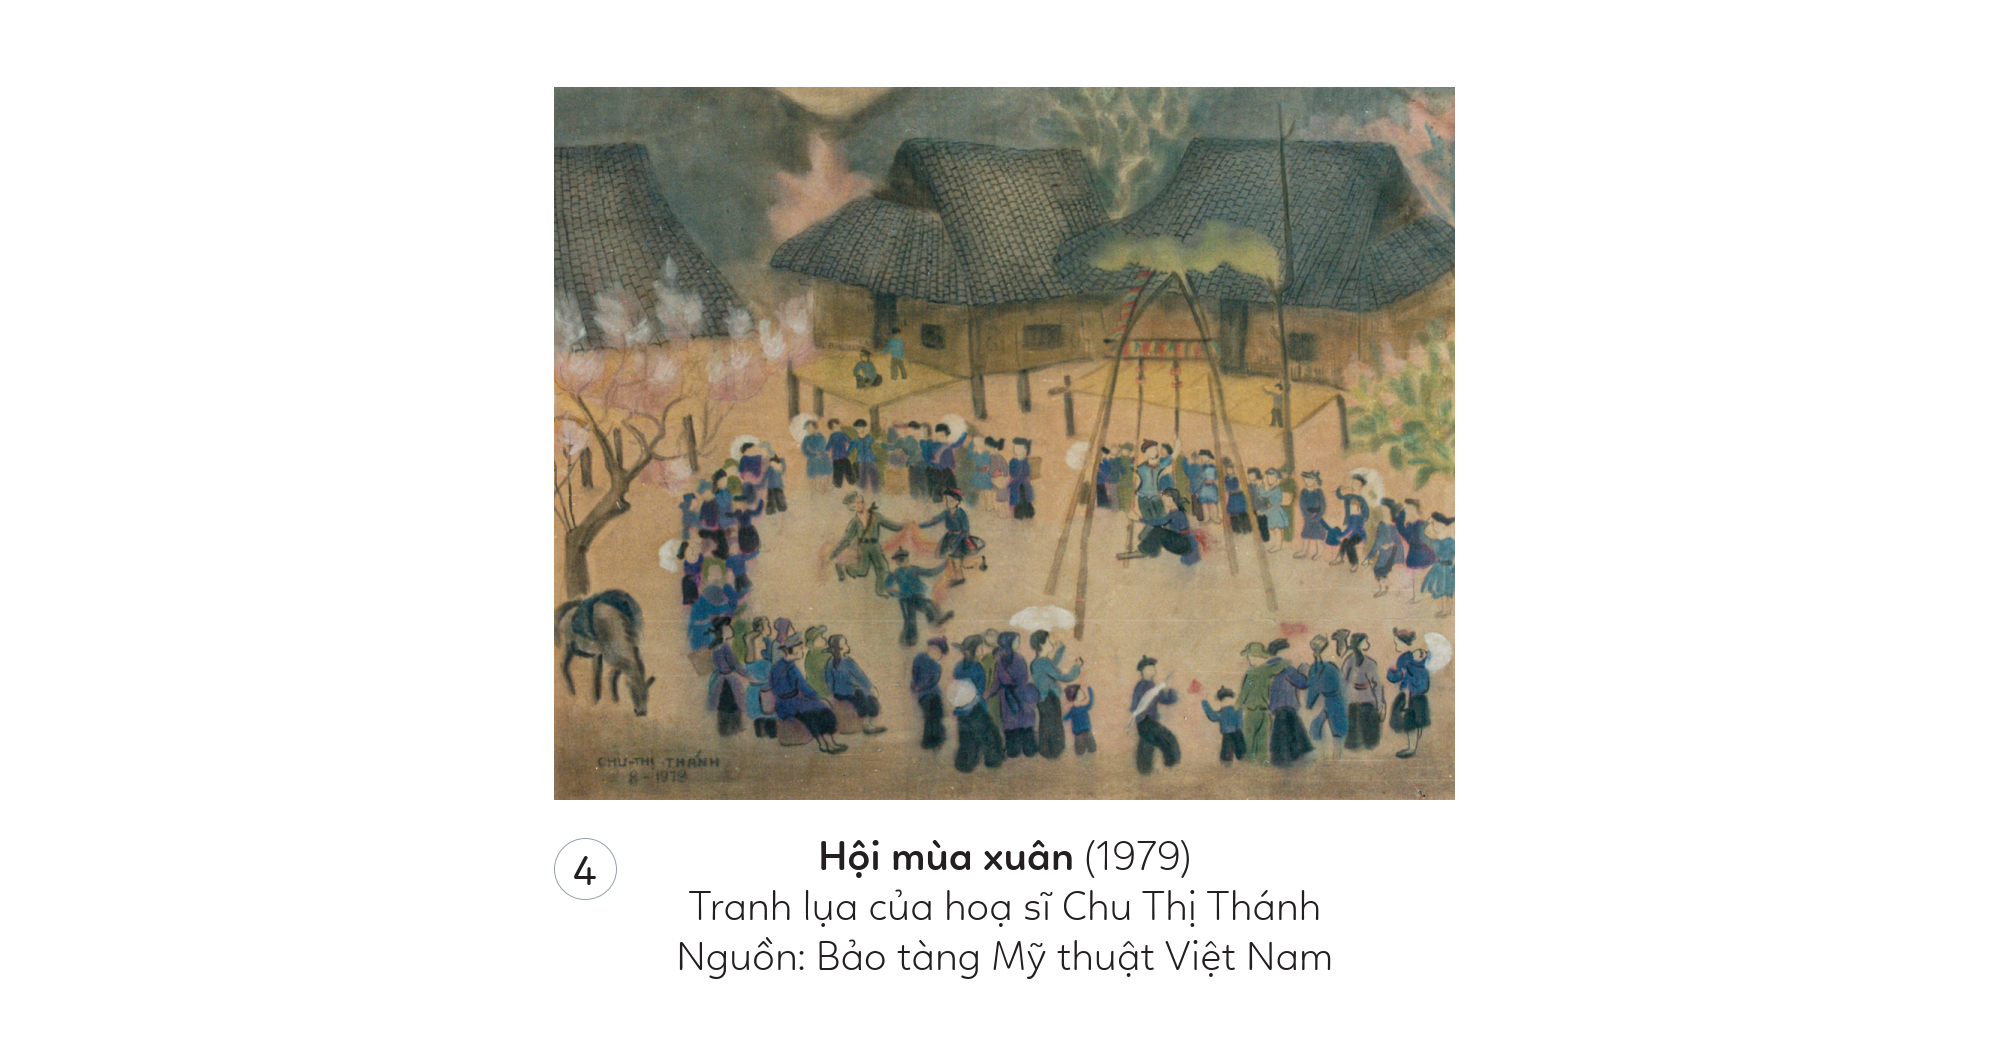 CHU-THỊ THÁNH
8-1979
4
Hội mùa xuân (1979)
Tranh lụa của hoạ sĩ Chu Thị Thánh
Nguồn: Bảo tàng Mỹ thuật Việt Nam